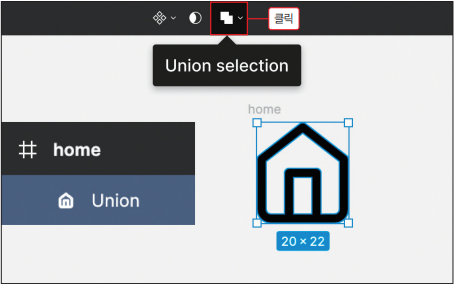 클릭
Union selection
home
home
Union
20 × 22